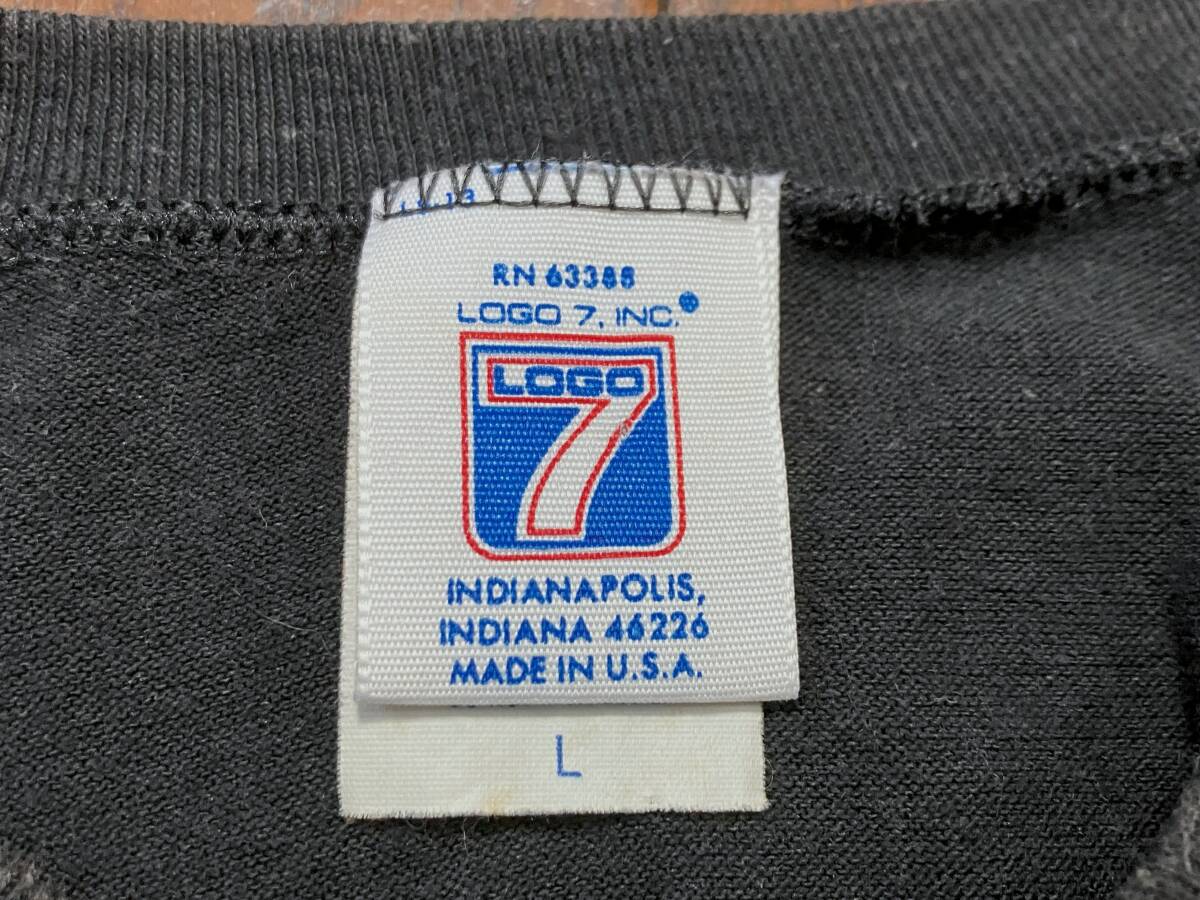 RN 63388
LOGO 7, INC.®
LOGO
7
INDIANAPOLIS,
INDIANA 46226
MADE IN U.S.A.
L